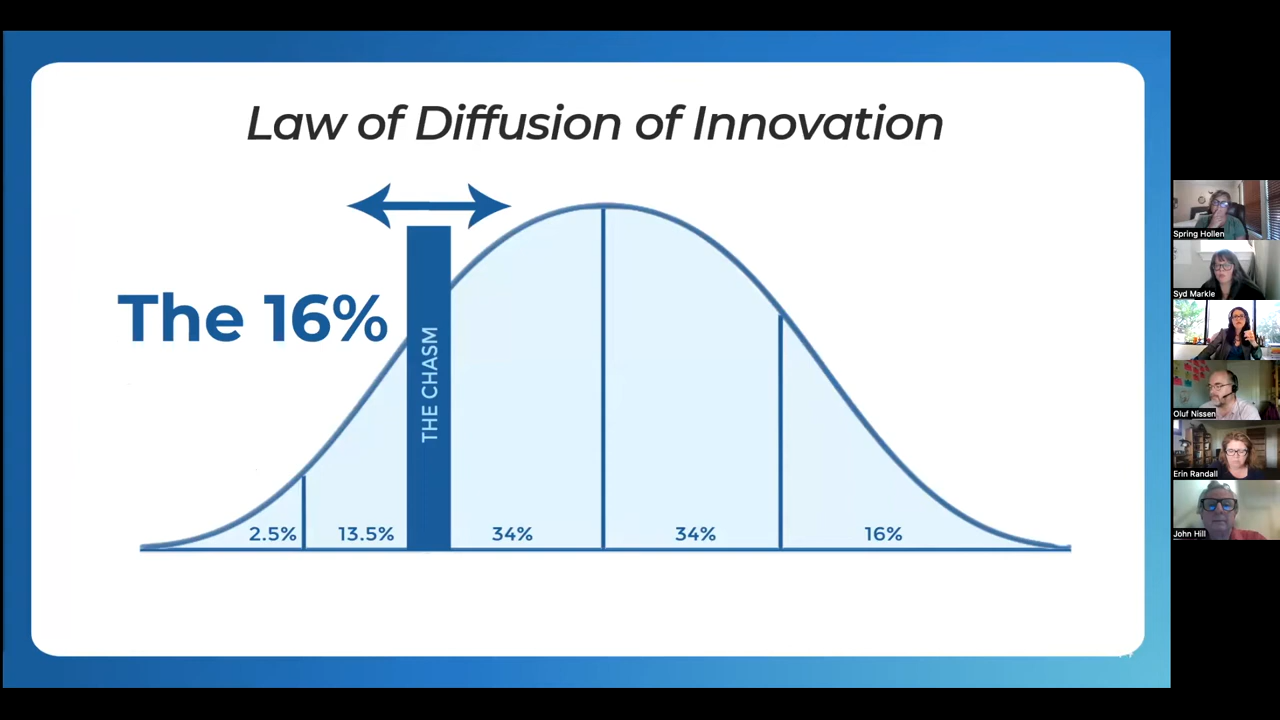 Law of Diffusion of Innovation
The 16%
THE CHASM
2.5%
13.5%
34%
34%
16%
Spring Hollen
Syd Markle
Oluf Nissen
Erin Randall
John Hill